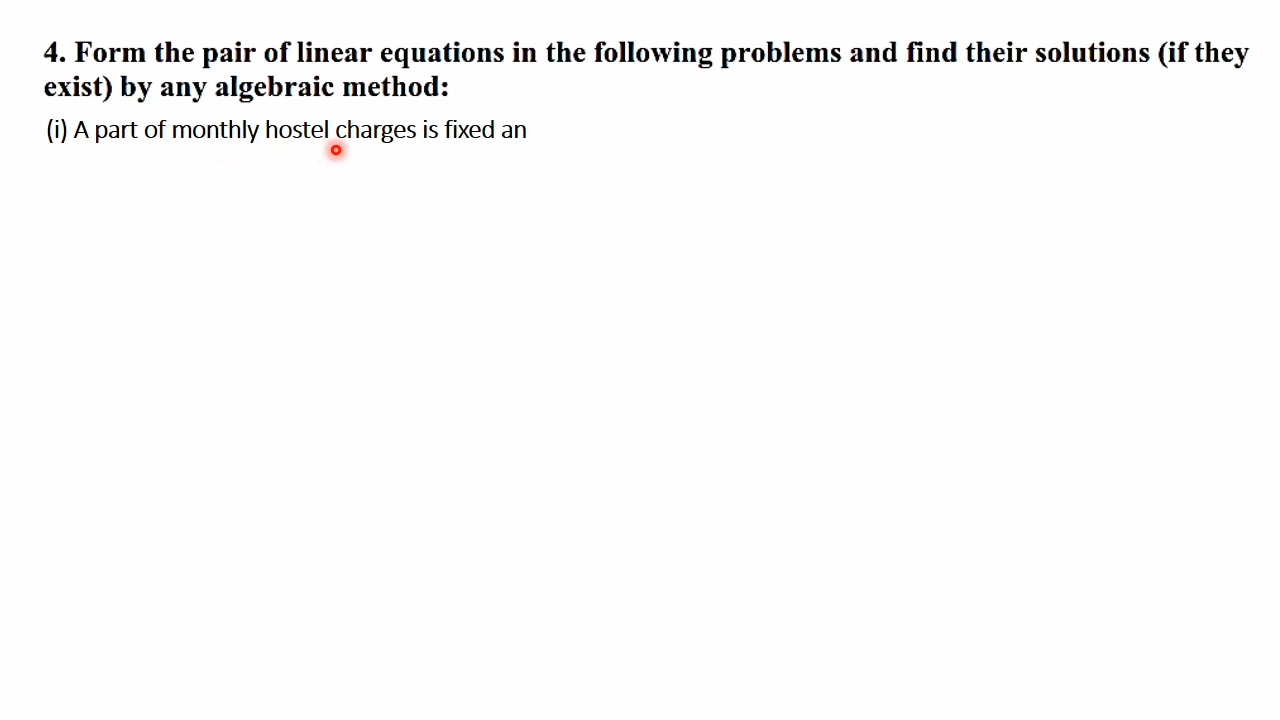 4. Form the pair of linear equations in the following problems and find their solutions (if they
exist) by any algebraic method:
(i) A part of monthly hostel charges is fixed an